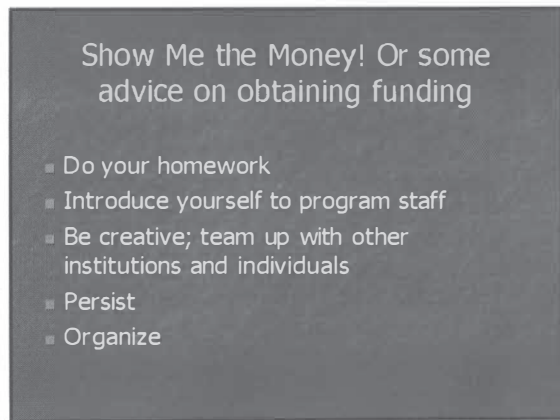 Show Me the Money! Or some
advice on obtaining funding
Do your homework
Introduce yourself to program staff
Be creative; team up with other
institutions and individuals
Persist
Organize